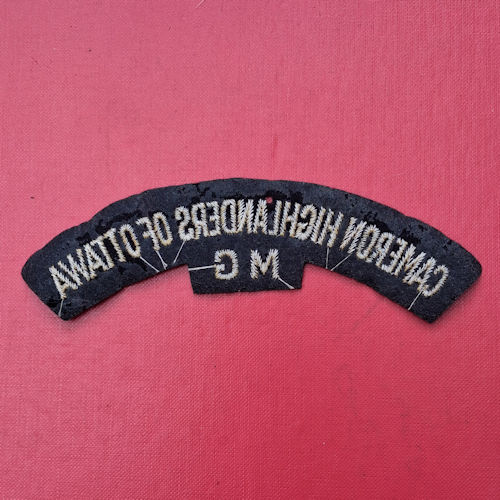 CAMERON HIGHLANDERS OF OTTAWA
M G